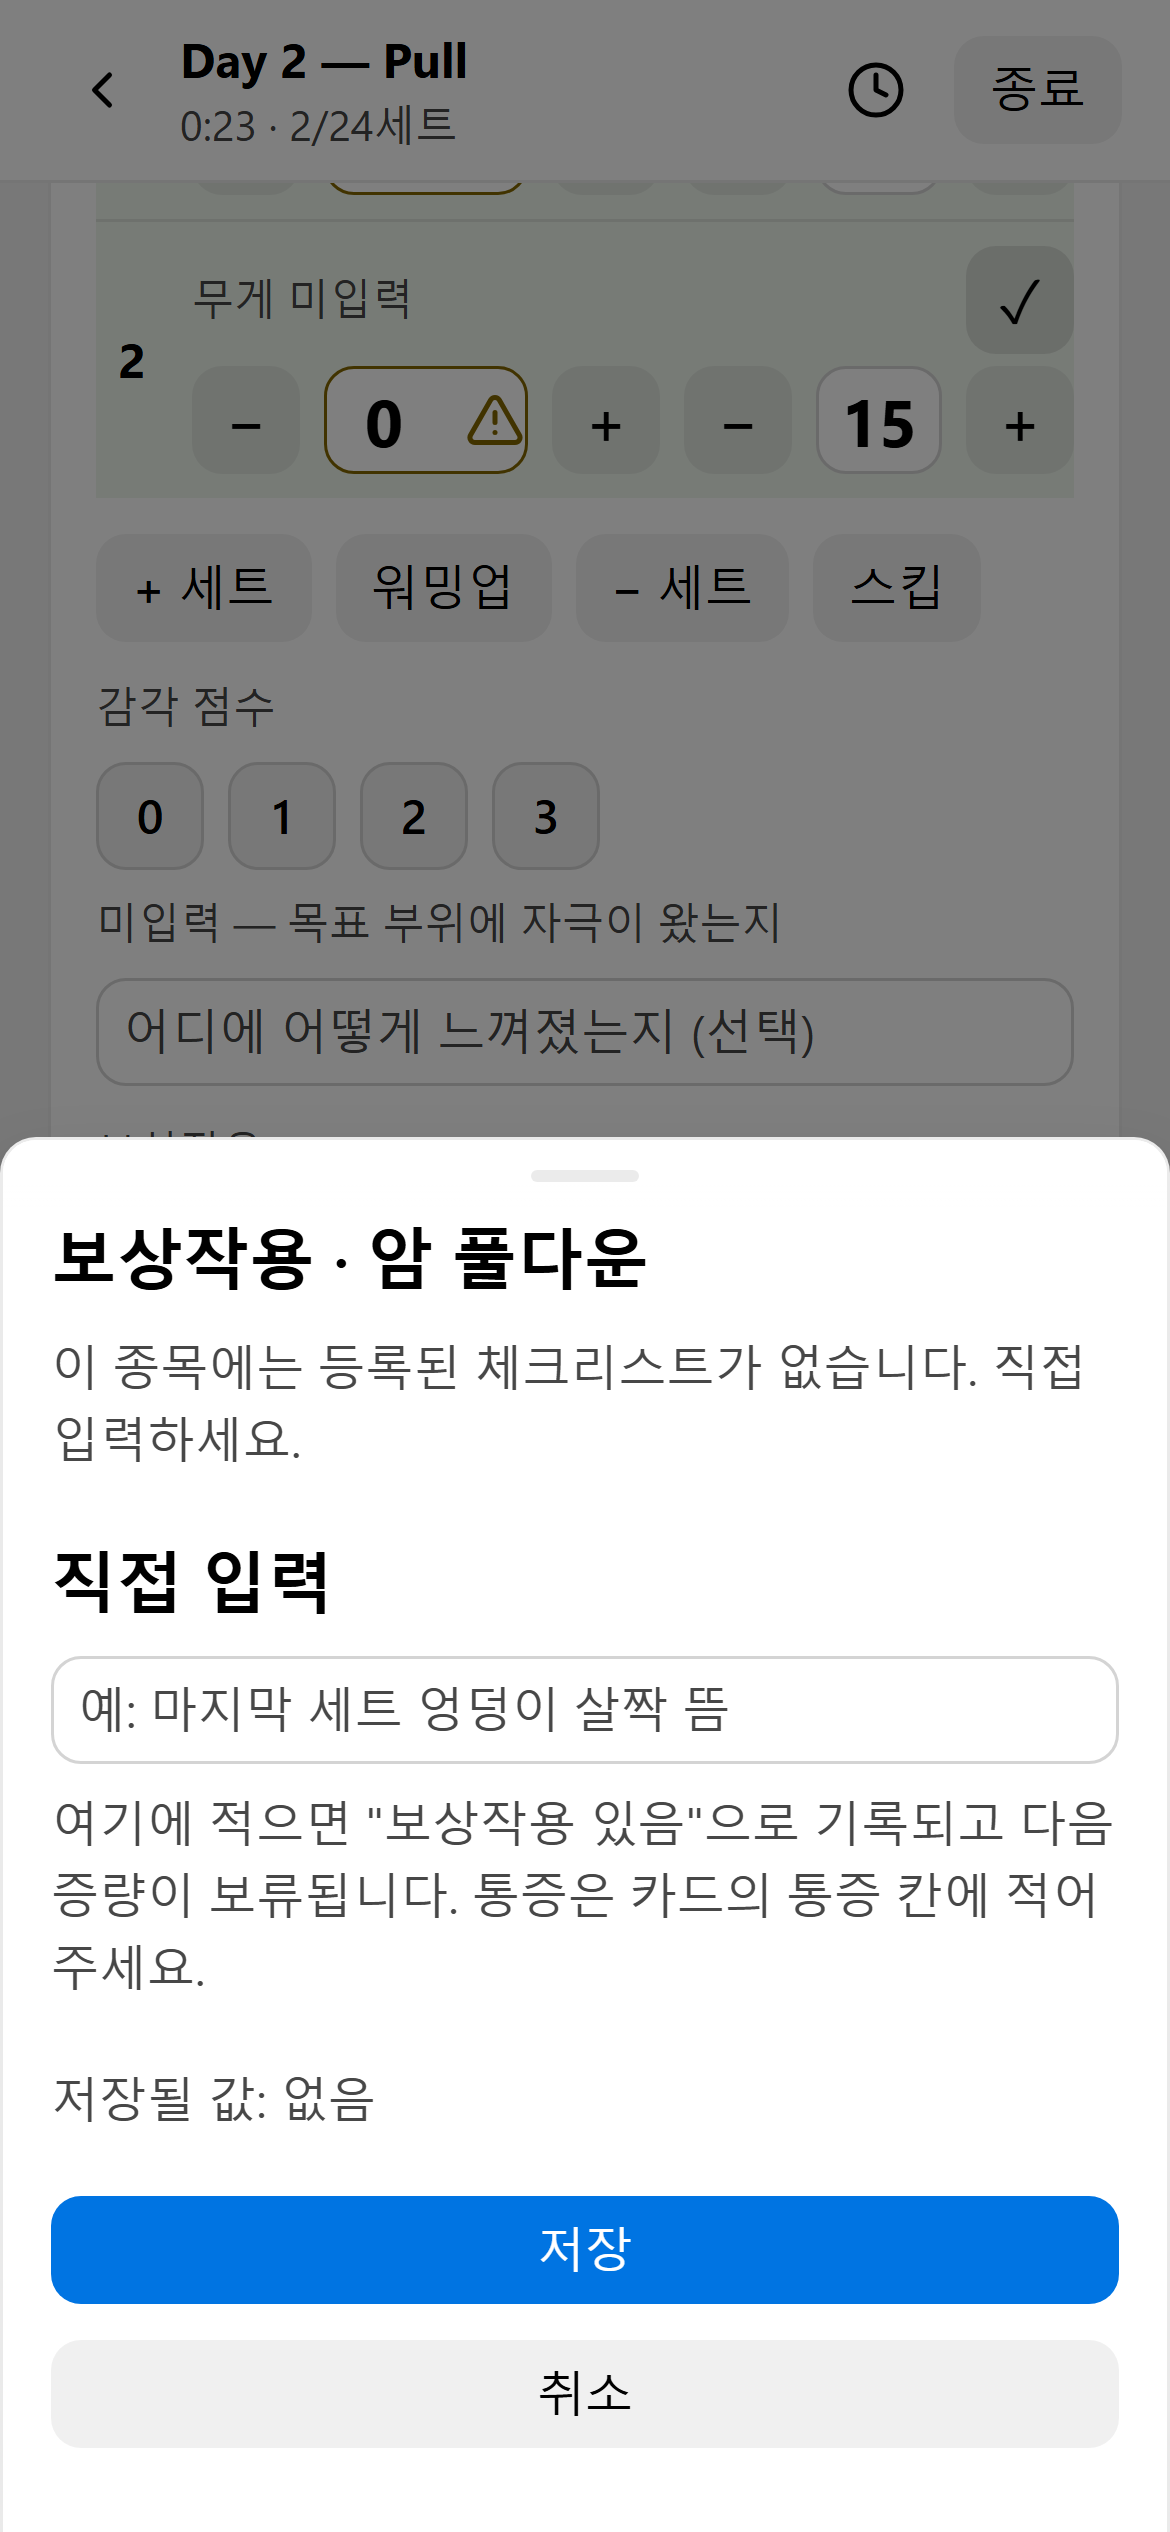 Day 2 — Pull
0:23 · 2/24세트
종료
무게 미입력
✓
2
− 0 + − 15 +
+ 세트 워밍업 − 세트 스킵
감각 점수
0 1 2 3
미입력 — 목표 부위에 자극이 왔는지
어디에 어떻게 느껴졌는지 (선택)
보상작용 · 암 풀다운
이 종목에는 등록된 체크리스트가 없습니다. 직접
입력하세요.
직접 입력
예: 마지막 세트 엉덩이 살짝 뜸
여기에 적으면 "보상작용 있음"으로 기록되고 다음
증량이 보류됩니다. 통증은 카드의 통증 칸에 적어
주세요.
저장될 값: 없음
저장
취소